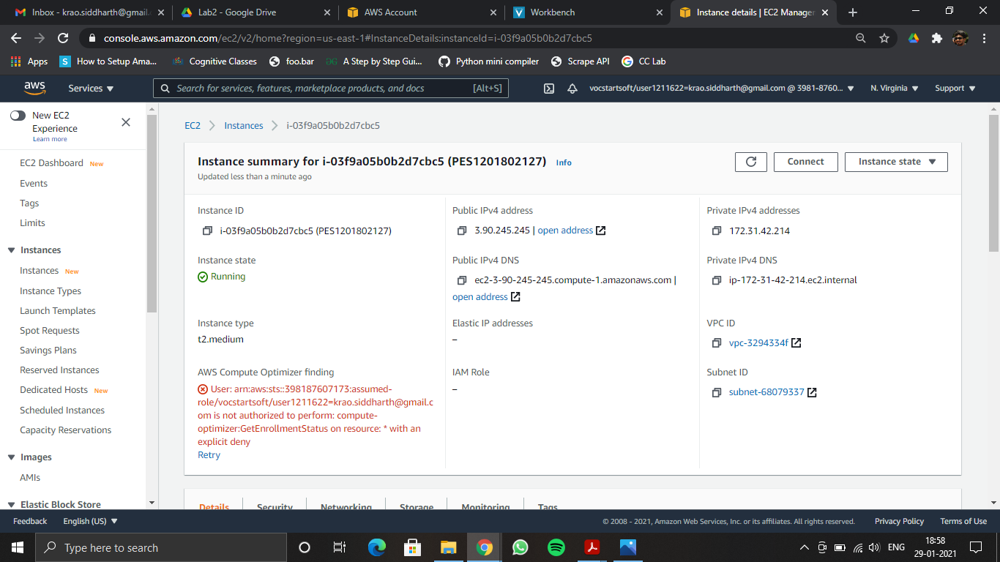 Inbox - krao.siddharth@gmail.c
Lab2 - Google Drive
AWS Account
Workbench
Instance details | EC2 Manager
console.aws.amazon.com/ec2/v2/home?region=us-east-1#InstanceDetails:instanceId=i-03f9a05b0b2d7cbc5
Apps
How to Setup Ama...
Cognitive Classes
foo.bar
A Step by Step Gui...
Python mini compiler
Scrape API
CC Lab
aws
Services
Search for services, features, marketplace products, and docs
[Alt+S]
vocstartsoft/user1211622=krao.siddharth@gmail.com @ 3981-8760...
N. Virginia
Support
New EC2
Experience
Learn more
EC2 Dashboard New
Events
Tags
Limits
Instances
Instances New
Instance Types
Launch Templates
Spot Requests
Savings Plans
Reserved Instances
Dedicated Hosts New
Scheduled Instances
Capacity Reservations
Images
AMIs
Elastic Block Store
EC2
Instances
i-03f9a05b0b2d7cbc5
Instance summary for i-03f9a05b0b2d7cbc5 (PES1201802127) Info
Updated less than a minute ago
Connect
Instance state
Instance ID
i-03f9a05b0b2d7cbc5 (PES1201802127)
Instance state
Running
Instance type
t2.medium
AWS Compute Optimizer finding
User: arn:aws:sts::398187607173:assumed-
role/vocstartsoft/user1211622=krao.siddharth@gmail.c
om is not authorized to perform: compute-
optimizer:GetEnrollmentStatus on resource: * with an
explicit deny
Retry
Public IPv4 address
3.90.245.245 | open address
Public IPv4 DNS
ec2-3-90-245-245.compute-1.amazonaws.com |
open address
Elastic IP addresses
–
IAM Role
–
Private IPv4 addresses
172.31.42.214
Private IPv4 DNS
ip-172-31-42-214.ec2.internal
VPC ID
vpc-3294334f
Subnet ID
subnet-68079337
Details
Security
Networking
Storage
Monitoring
Tags
Feedback
English (US)
© 2008 - 2021, Amazon Web Services, Inc. or its affiliates. All rights reserved.
Privacy Policy
Terms of Use
Type here to search
ENG
18:58
29-01-2021